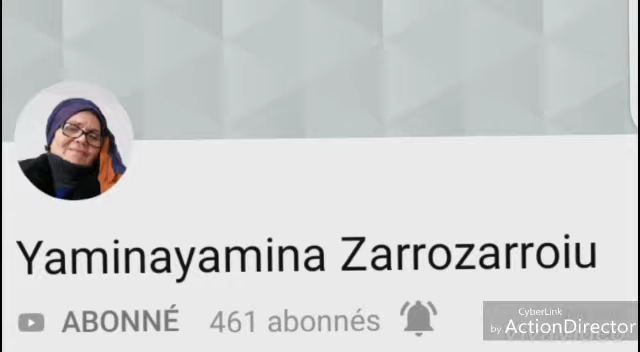 Yaminayamina Zarrozarroiu
ABONNÉ 461 abonnés
CyberLink
by ActionDirector